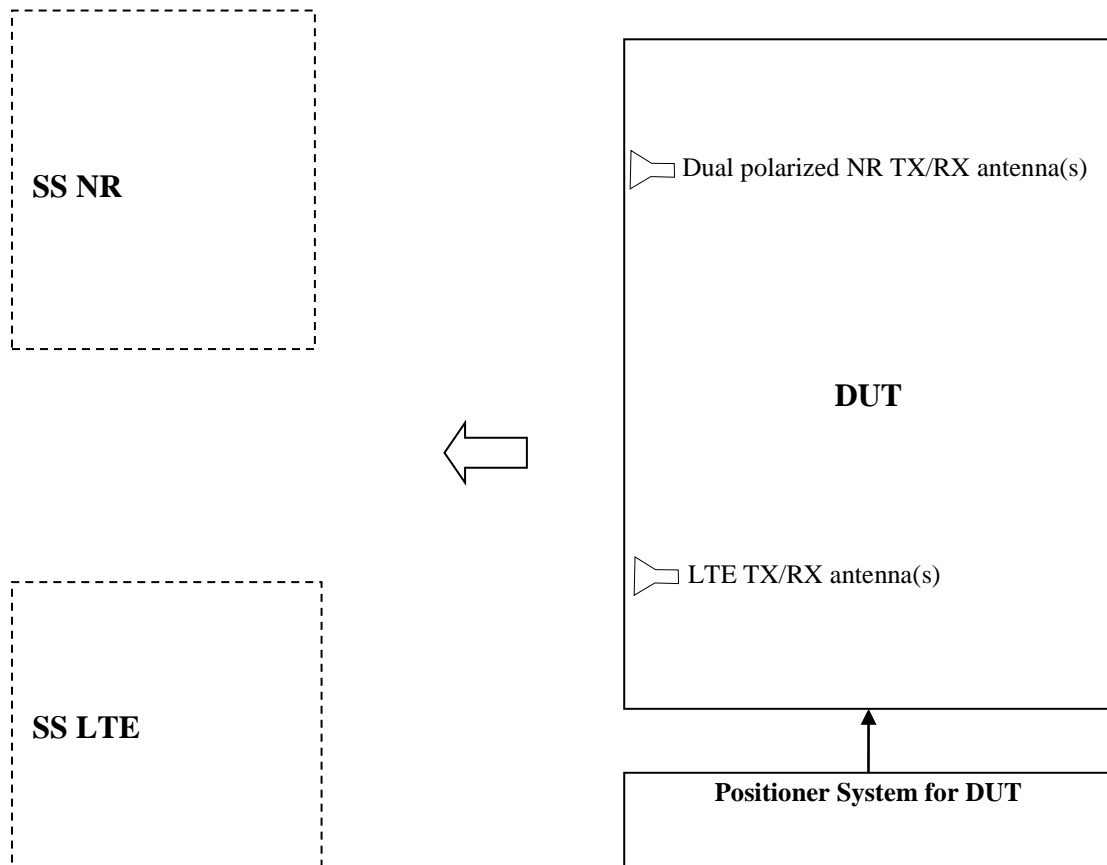 SS NR
Dual polarized NR TX/RX antenna(s)
DUT
LTE TX/RX antenna(s)
SS LTE
Positioner System for DUT